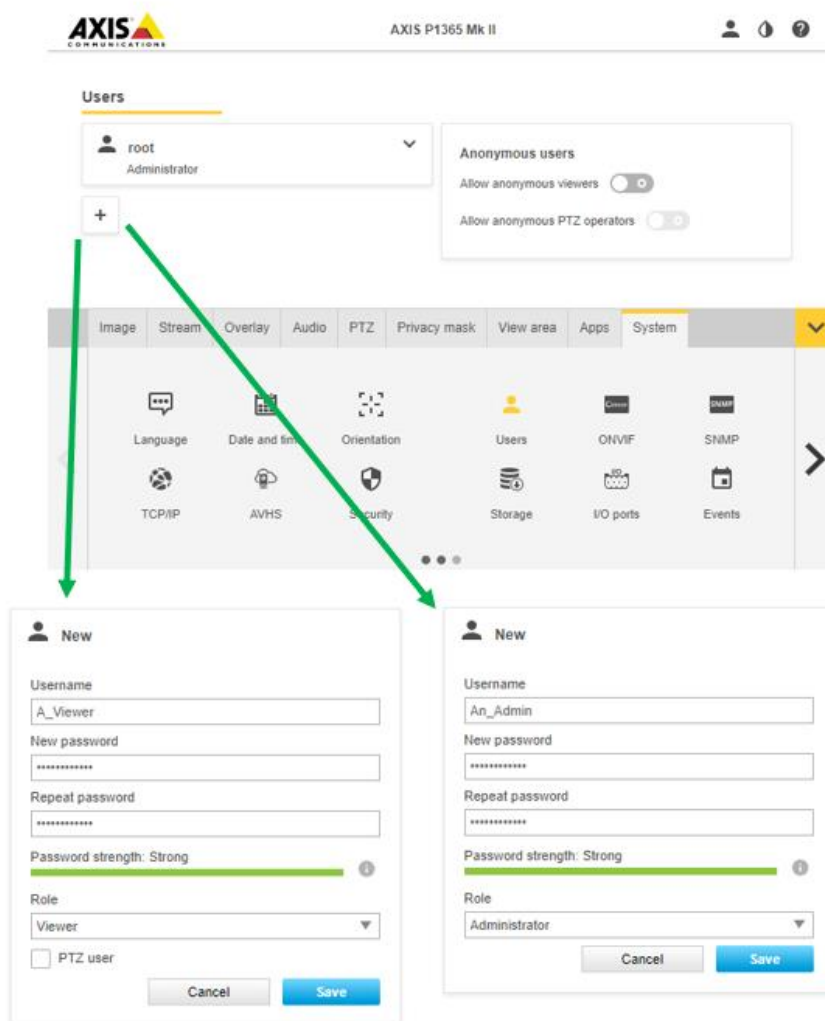 AXIS
COMMUNICATIONS
AXIS P1365 Mk II
Users
root
Administrator
+
Anonymous users
Allow anonymous viewers
Allow anonymous PTZ operators
Image Stream Overlay Audio PTZ Privacy mask View area Apps System
Language Date and tim Orientation Users ONVIF SNMP
SNMP
TCP/IP AVHS Security Storage I/O ports Events
I/O
New
Username
A_Viewer
New password
************
Repeat password
************
Password strength: Strong
Role
Viewer
PTZ user
Cancel Save
New
Username
An_Admin
New password
************
Repeat password
************
Password strength: Strong
Role
Administrator
Cancel Save